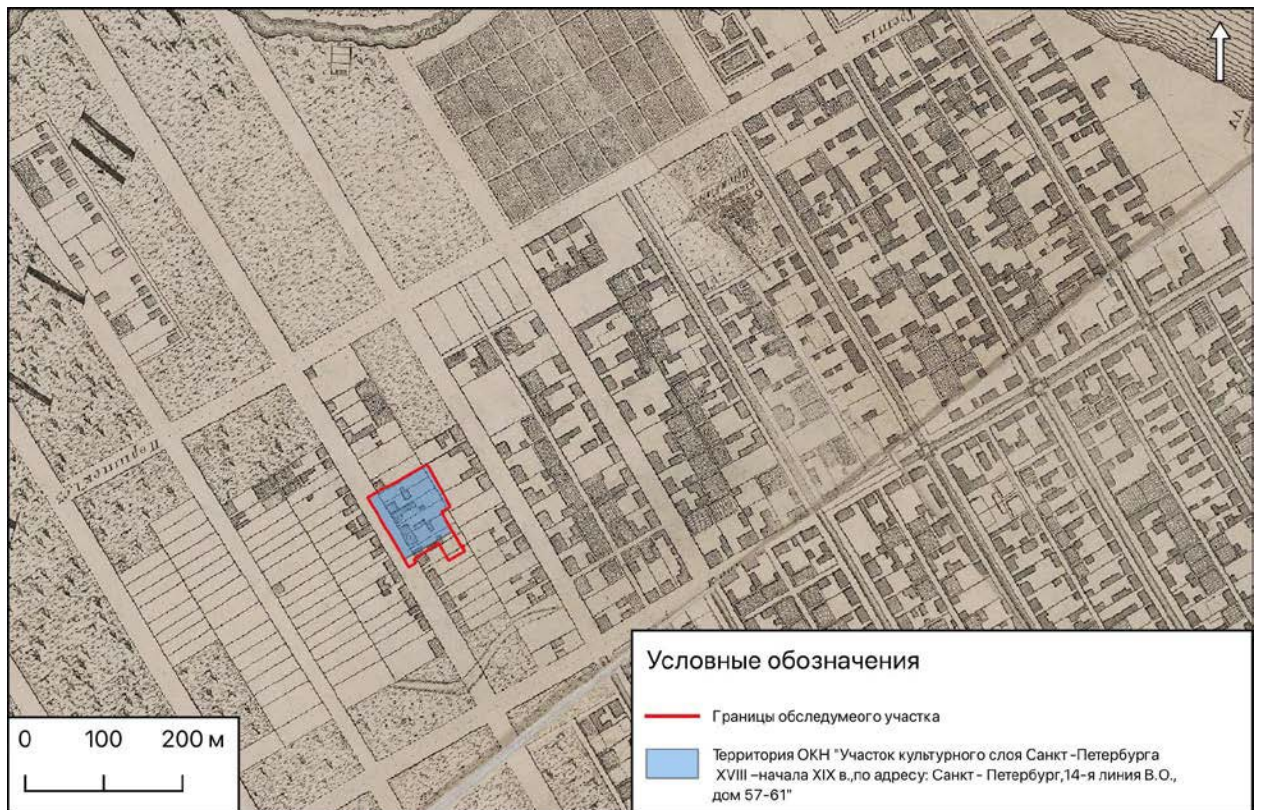 0 100 200 м
Условные обозначения
Границы обследумеого участка
Территория ОКН "Участок культурного слоя Санкт -Петербурга
XVIII –начала XIX в.,по адресу: Санкт - Петербург,14-я линия В.О.,
дом 57-61"